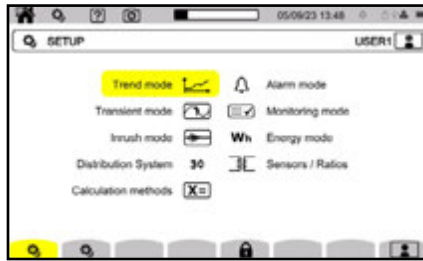 05/09/23 13:48
SETUP USER1
Trend mode Alarm mode
Transient mode Monitoring mode
Inrush mode Wh Energy mode
Distribution System 3Ø Sensors / Ratios
Calculation methods X=